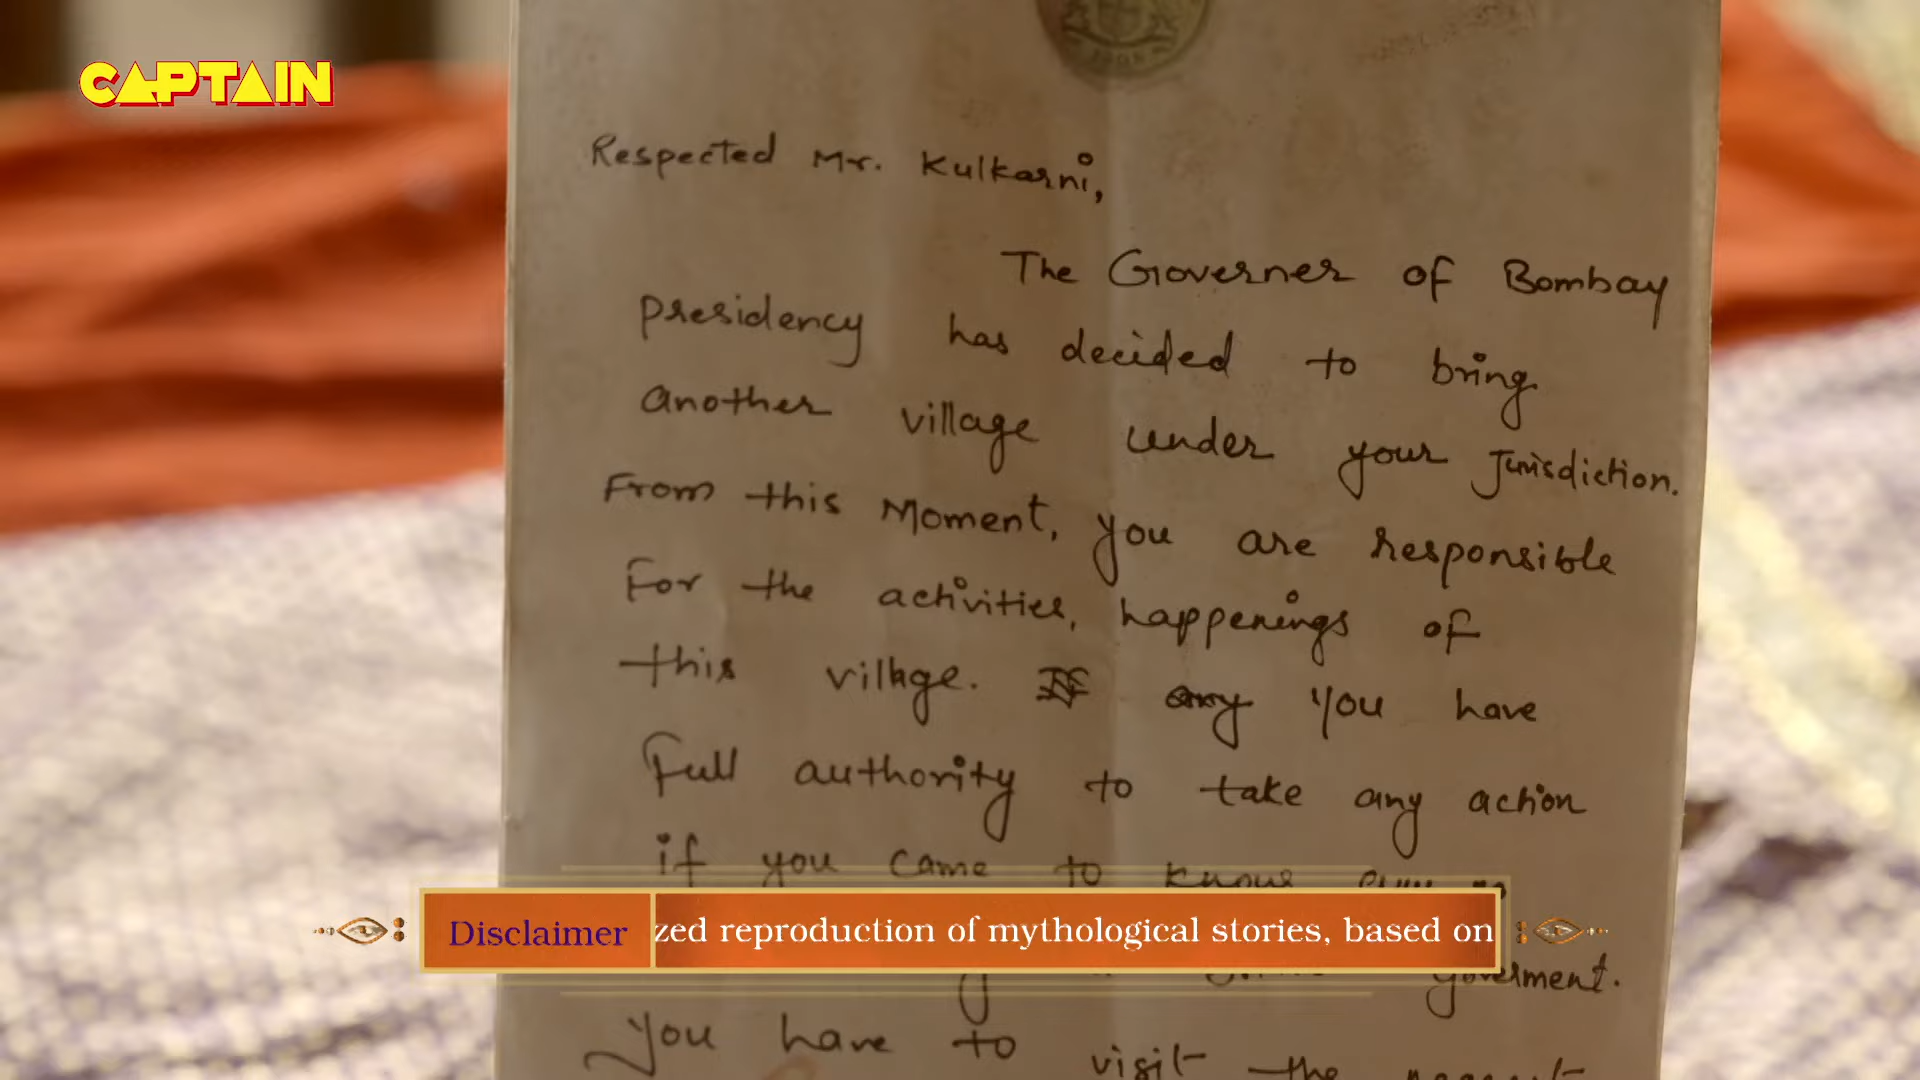 CAPTAIN
Respected Mr. Kulkarni,
The Governer of Bombay
presidency has decided to bring
another village under your Jurisdiction.
From this Moment, you are responsible
For the activities, happenings of
this village. If any You have
Full authority to take any action
if you came to know any
Disclaimer zed reproduction of mythological stories, based on
goverment.
You have to visit the